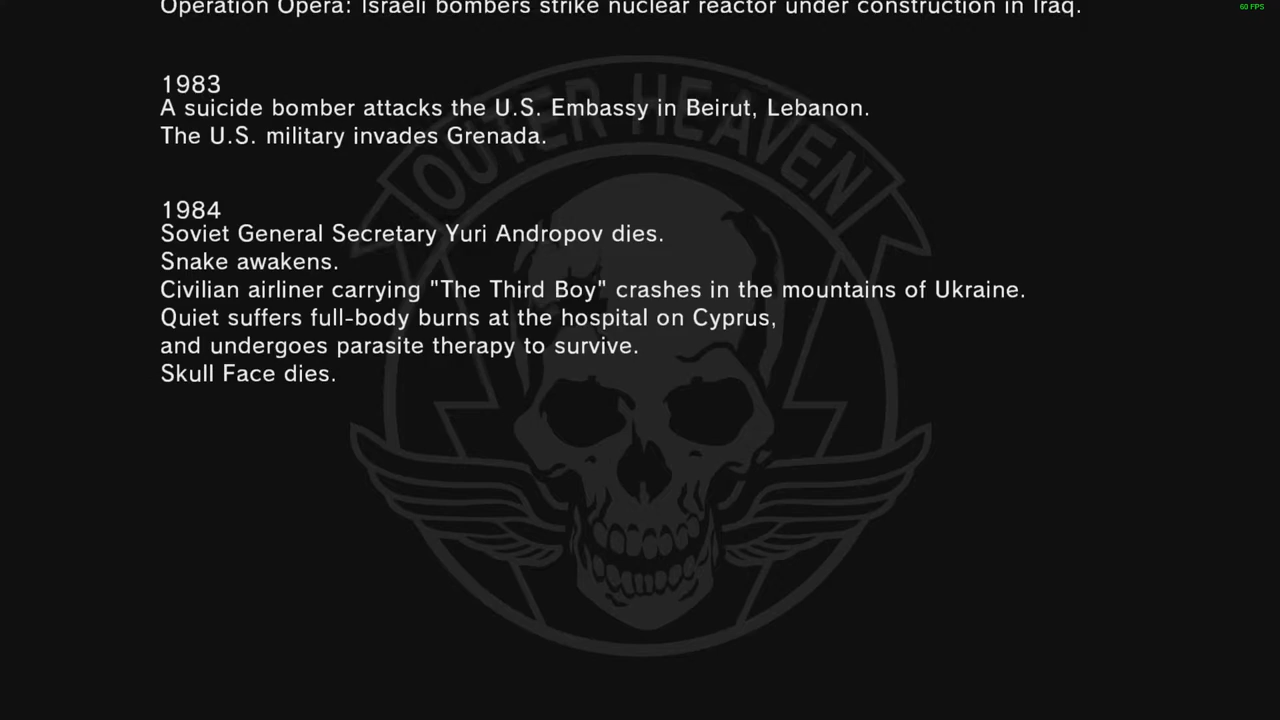 60 FPS
Operation Opera: Israeli bombers strike nuclear reactor under construction in Iraq.
1983
A suicide bomber attacks the U.S. Embassy in Beirut, Lebanon.
The U.S. military invades Grenada.
OUTER HEAVEN
1984
Soviet General Secretary Yuri Andropov dies.
Snake awakens.
Civilian airliner carrying "The Third Boy" crashes in the mountains of Ukraine.
Quiet suffers full-body burns at the hospital on Cyprus,
and undergoes parasite therapy to survive.
Skull Face dies.